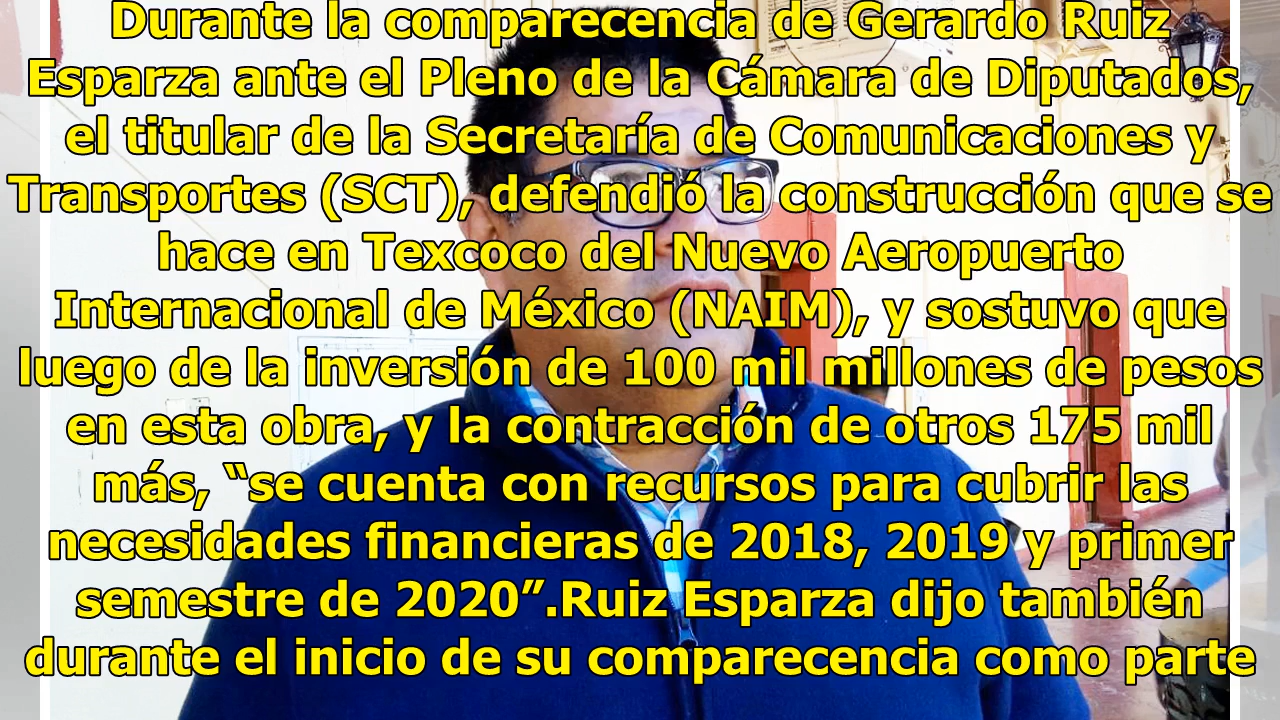 Durante la comparecencia de Gerardo Ruiz
Esparza ante el Pleno de la Cámara de Diputados,
el titular de la Secretaría de Comunicaciones y
Transportes (SCT), defendió la construcción que se
hace en Texcoco del Nuevo Aeropuerto
Internacional de México (NAIM), y sostuvo que
luego de la inversión de 100 mil millones de pesos
en esta obra, y la contracción de otros 175 mil
más, “se cuenta con recursos para cubrir las
necesidades financieras de 2018, 2019 y primer
semestre de 2020”.Ruiz Esparza dijo también
durante el inicio de su comparecencia como parte